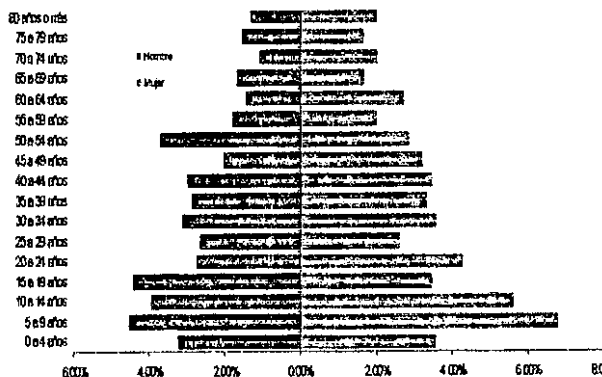 80 años o más
75 a 79 años
70 a 74 años
65 a 69 años
60 a 64 años
55 a 59 años
50 a 54 años
45 a 49 años
40 a 44 años
35 a 39 años
30 a 34 años
25 a 29 años
20 a 24 años
15 a 19 años
10 a 14 años
5 a 9 años
0 a 4 años
Hombre
Mujer
6.00% 4.00% 2.00% 0.00% 2.00% 4.00% 6.00%